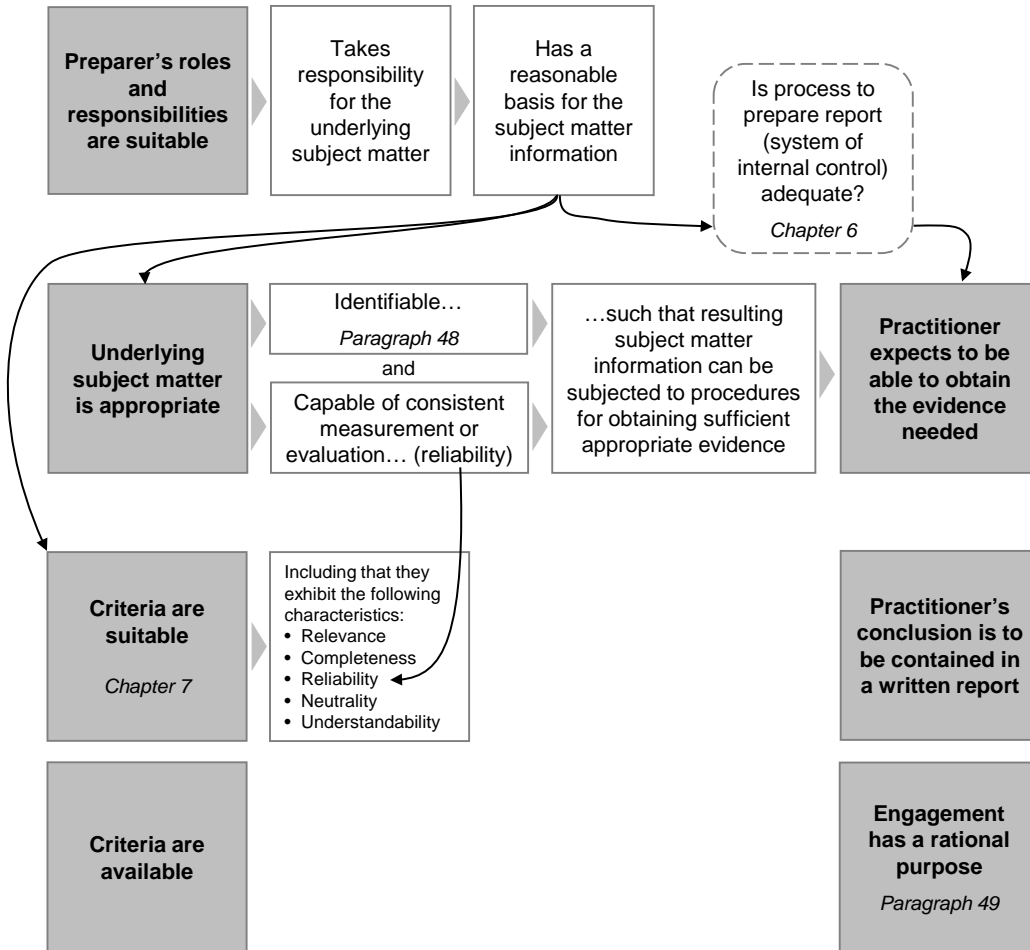 Preparer’s roles
and
responsibilities
are suitable
Takes
responsibility
for the
underlying
subject matter
Has a
reasonable
basis for the
subject matter
information
Is process to
prepare report
(system of
internal control)
adequate?
Chapter 6
Underlying
subject matter
is appropriate
Identifiable…
Paragraph 48
and
Capable of consistent
measurement or
evaluation… (reliability)
…such that resulting
subject matter
information can be
subjected to procedures
for obtaining sufficient
appropriate evidence
Practitioner
expects to be
able to obtain
the evidence
needed
Criteria are
suitable
Chapter 7
Including that they
exhibit the following
characteristics:
• Relevance
• Completeness
• Reliability
• Neutrality
• Understandability
Practitioner’s
conclusion is to
be contained in
a written report
Criteria are
available
Engagement
has a rational
purpose
Paragraph 49